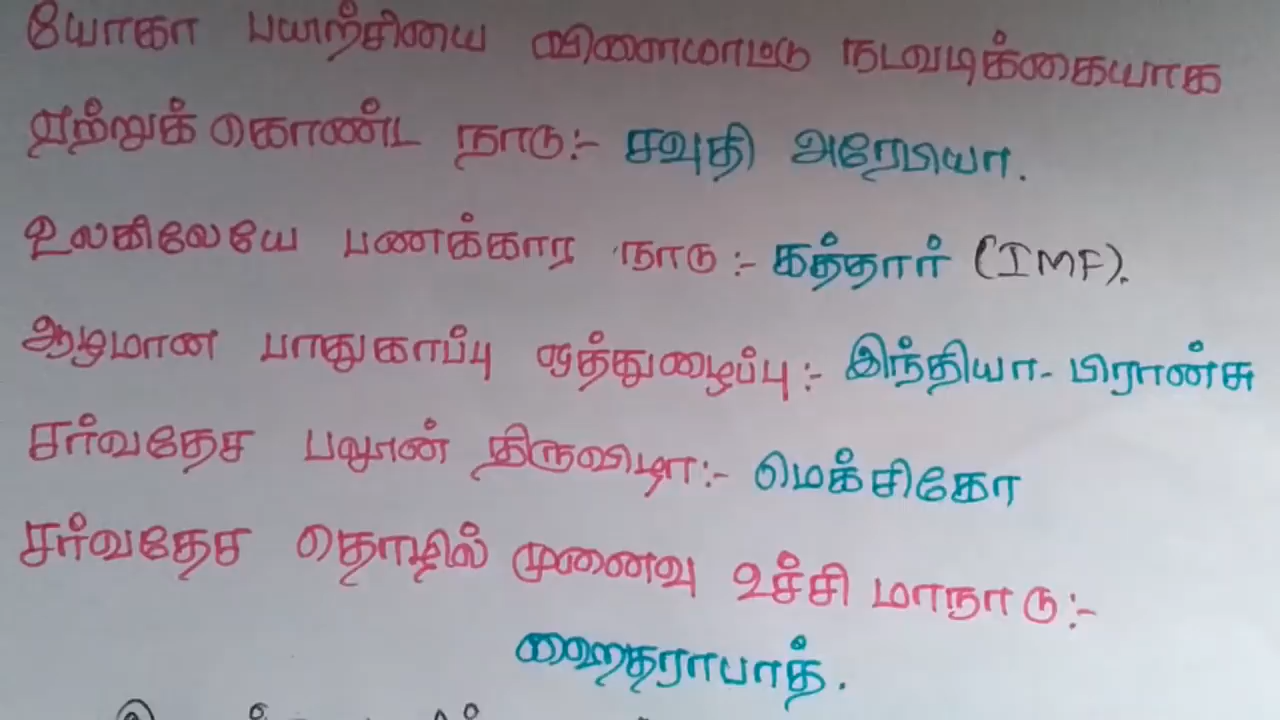 யோகா பயிற்சியை விளையாட்டு நடவடிக்கையாக
ஏற்றுக் கொண்ட நாடு:- சவுதி அரேபியா.
உலகிலேயே பணக்கார நாடு :- கத்தார் (IMF).
ஆழமான பாதுகாப்பு ஒத்துழைப்பு :- இந்தியா - பிரான்சு
சர்வதேச பலூன் திருவிழா:- மெக்சிகோ
சர்வதேச தொழில் முனைவு உச்சி மாநாடு:-
ஹைதராபாத்.